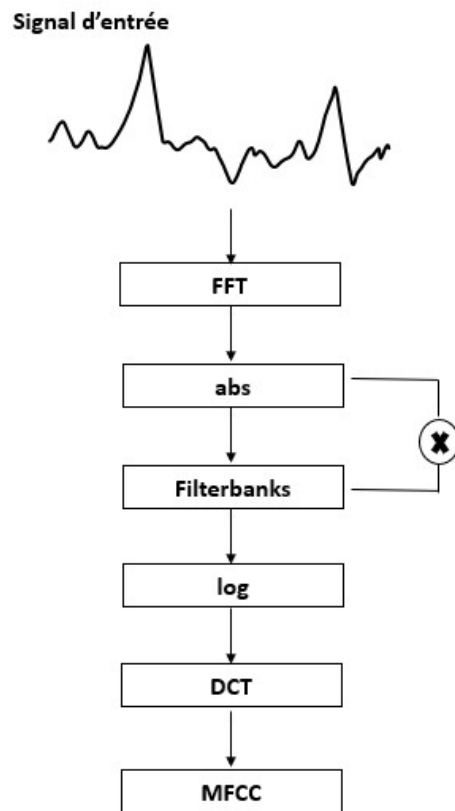 Signal d'entrée
FFT
abs
Filterbanks
log
DCT
MFCC